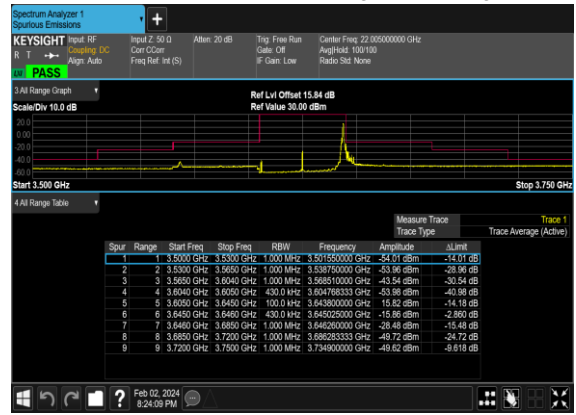 Spectrum Analyzer 1
Spurious Emissions
KEYSIGHT Input: RF Input Z: 50 Ω Atten: 20 dB Trig: Free Run Center Freq: 22.005000000 GHz
R T Coupling: DC Corr CCorr Gate: Off Avg|Hold: 100/100
Align: Auto Freq Ref: Int (S) IF Gain: Low Radio Std: None
PASS
3 All Range Graph
Ref Lvl Offset 15.84 dB
Scale/Div 10.0 dB Ref Value 30.00 dBm
20.0
0.00
-20.0
-40.0
-60.0
Start 3.500 GHz Stop 3.750 GHz
4 All Range Table
Measure Trace Trace 1
Trace Type Trace Average (Active)
Spur Range Start Freq Stop Freq RBW Frequency Amplitude ΔLimit
1 1 3.5000 GHz 3.5300 GHz 1.000 MHz 3.501550000 GHz -54.01 dBm -14.01 dB
2 2 3.5300 GHz 3.5650 GHz 1.000 MHz 3.538750000 GHz -53.96 dBm -28.96 dB
3 3 3.5650 GHz 3.6040 GHz 1.000 MHz 3.568510000 GHz -43.54 dBm -30.54 dB
4 4 3.6040 GHz 3.6050 GHz 430.0 kHz 3.604768333 GHz -53.98 dBm -40.98 dB
5 5 3.6050 GHz 3.6450 GHz 100.0 kHz 3.643800000 GHz 15.82 dBm -14.18 dB
6 6 3.6450 GHz 3.6460 GHz 430.0 kHz 3.645025000 GHz -15.86 dBm -2.860 dB
7 7 3.6460 GHz 3.6850 GHz 1.000 MHz 3.646260000 GHz -28.48 dBm -15.48 dB
8 8 3.6850 GHz 3.7200 GHz 1.000 MHz 3.686283333 GHz -49.72 dBm -24.72 dB
9 9 3.7200 GHz 3.7500 GHz 1.000 MHz 3.734900000 GHz -49.62 dBm -9.618 dB
Feb 02, 2024
8:24:09 PM